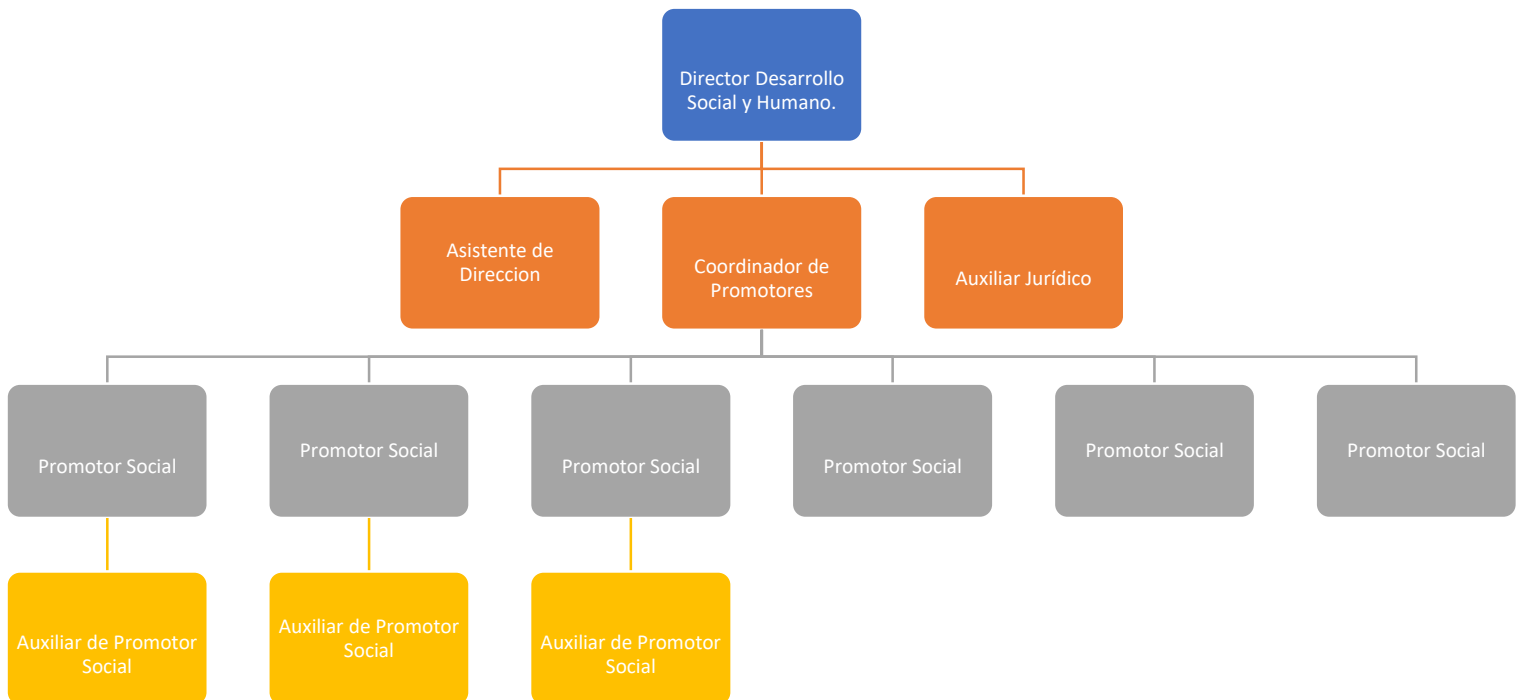 Director Desarrollo
Social y Humano.
Asistente de
Direccion
Coordinador de
Promotores
Auxiliar Jurídico
Promotor Social
Promotor Social
Promotor Social
Promotor Social
Promotor Social
Promotor Social
Auxiliar de Promotor
Social
Auxiliar de Promotor
Social
Auxiliar de Promotor
Social